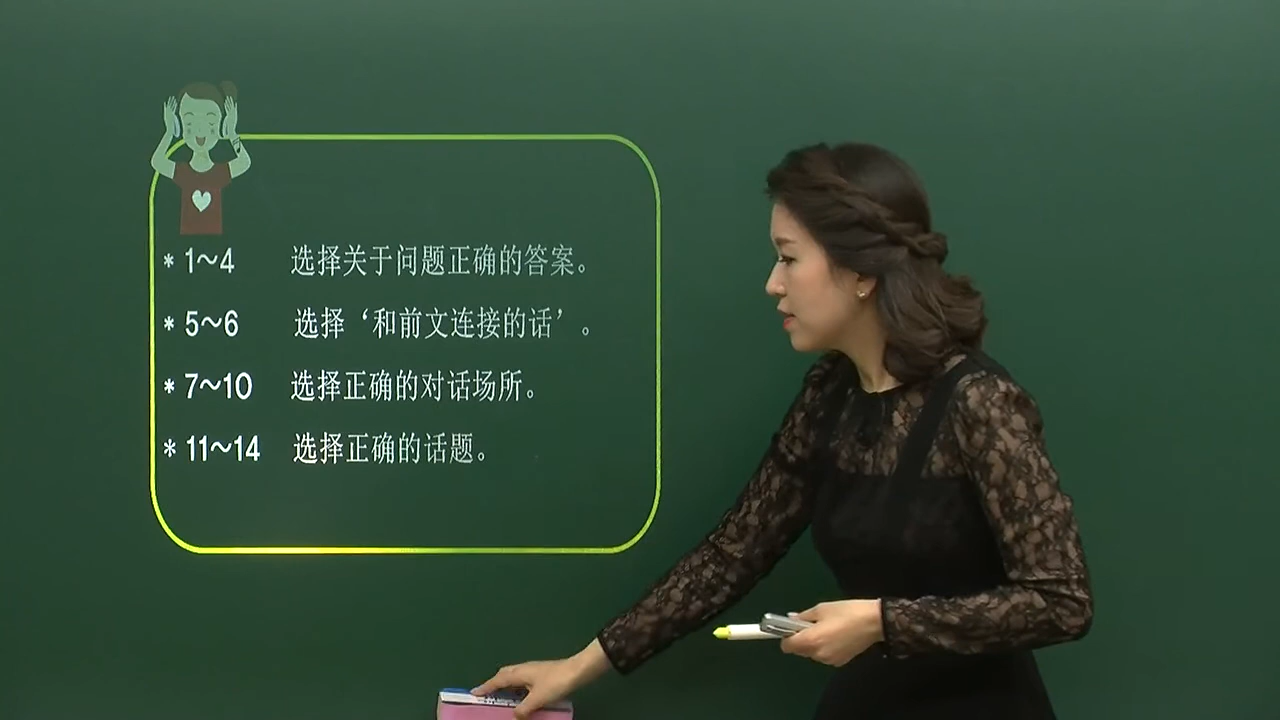 * 1~4 选择关于问题正确的答案。
* 5~6 选择‘和前文连接的话’。
* 7~10 选择正确的对话场所。
* 11~14 选择正确的话题。